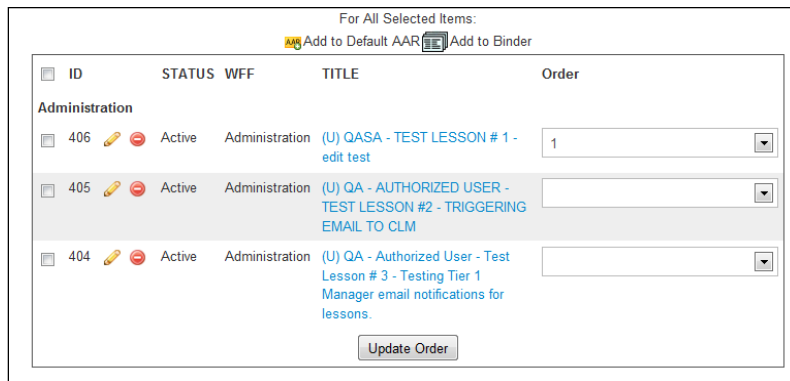 For All Selected Items:
AAR Add to Default AAR Add to Binder
ID STATUS WFF TITLE Order
Administration
406 Active Administration (U) QASA - TEST LESSON # 1 - 1
edit test
405 Active Administration (U) QA - AUTHORIZED USER -
TEST LESSON #2 - TRIGGERING
EMAIL TO CLM
404 Active Administration (U) QA - Authorized User - Test
Lesson # 3 - Testing Tier 1
Manager email notifications for
lessons.
Update Order